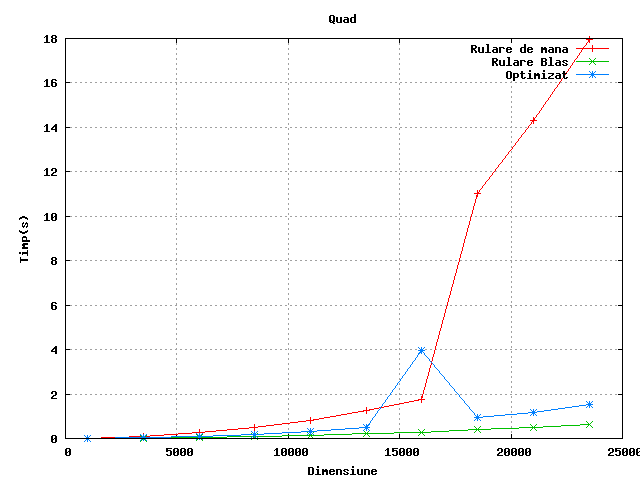 Quad
18
16
14
12
10
8
6
4
2
0
Timp(s)
Rulare de mana
Rulare Blas
Optimizat
0 5000 10000 15000 20000 25000
Dimensiune